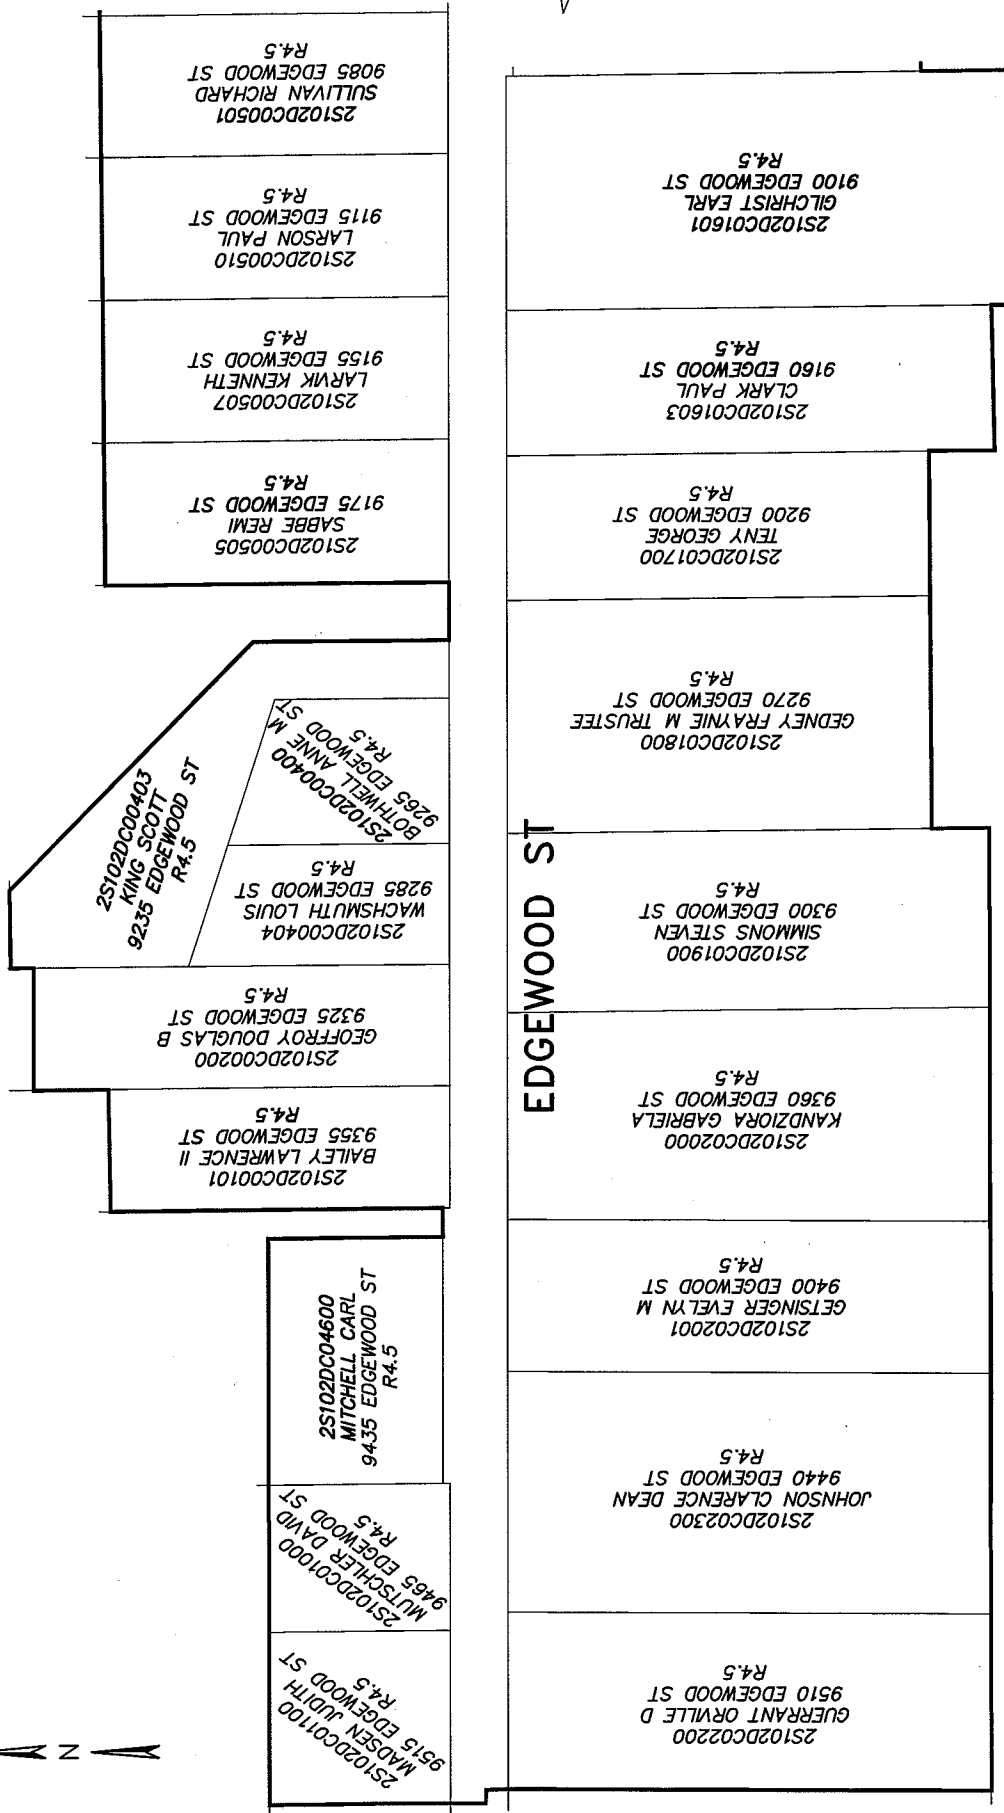 2S102DC00501
SULLIVAN RICHARD
9085 EDGEWOOD ST
R4.5
2S102DC00510
LARSON PAUL
9115 EDGEWOOD ST
R4.5
2S102DC00507
LARVIK KENNETH
9155 EDGEWOOD ST
R4.5
2S102DC00505
SABBE REMI
9175 EDGEWOOD ST
R4.5
2S102DC00403
KING SCOTT
9235 EDGEWOOD ST
R4.5
2S102DC00400
BOTHWELL ANNE M
9265 EDGEWOOD ST
R4.5
2S102DC00404
WACHSMUTH LOUIS
9285 EDGEWOOD ST
R4.5
2S102DC00200
GEOFFROY DOUGLAS B
9325 EDGEWOOD ST
R4.5
2S102DC00101
BAILEY LAWRENCE II
9355 EDGEWOOD ST
R4.5
2S102DC04600
MITCHELL CARL
9435 EDGEWOOD ST
R4.5
2S102DC01000
MUTSCHLER DAVID
9465 EDGEWOOD ST
R4.5
2S102DC01100
MADSEN JUDITH
9515 EDGEWOOD ST
R4.5
N
EDGEWOOD ST
2S102DC01601
GILCHRIST EARL
9100 EDGEWOOD ST
R4.5
2S102DC01603
CLARK PAUL
9160 EDGEWOOD ST
R4.5
2S102DC01700
TENY GEORGE
9200 EDGEWOOD ST
R4.5
2S102DC01800
GEDNEY FRAYNIE M TRUSTEE
9270 EDGEWOOD ST
R4.5
2S102DC01900
SIMMONS STEVEN
9300 EDGEWOOD ST
R4.5
2S102DC02000
KANDZIORA GABRIELA
9360 EDGEWOOD ST
R4.5
2S102DC02001
GETSINGER EVELYN M
9400 EDGEWOOD ST
R4.5
2S102DC02300
JOHNSON CLARENCE DEAN
9440 EDGEWOOD ST
R4.5
2S102DC02200
GUERRANT ORVILLE D
9510 EDGEWOOD ST
R4.5